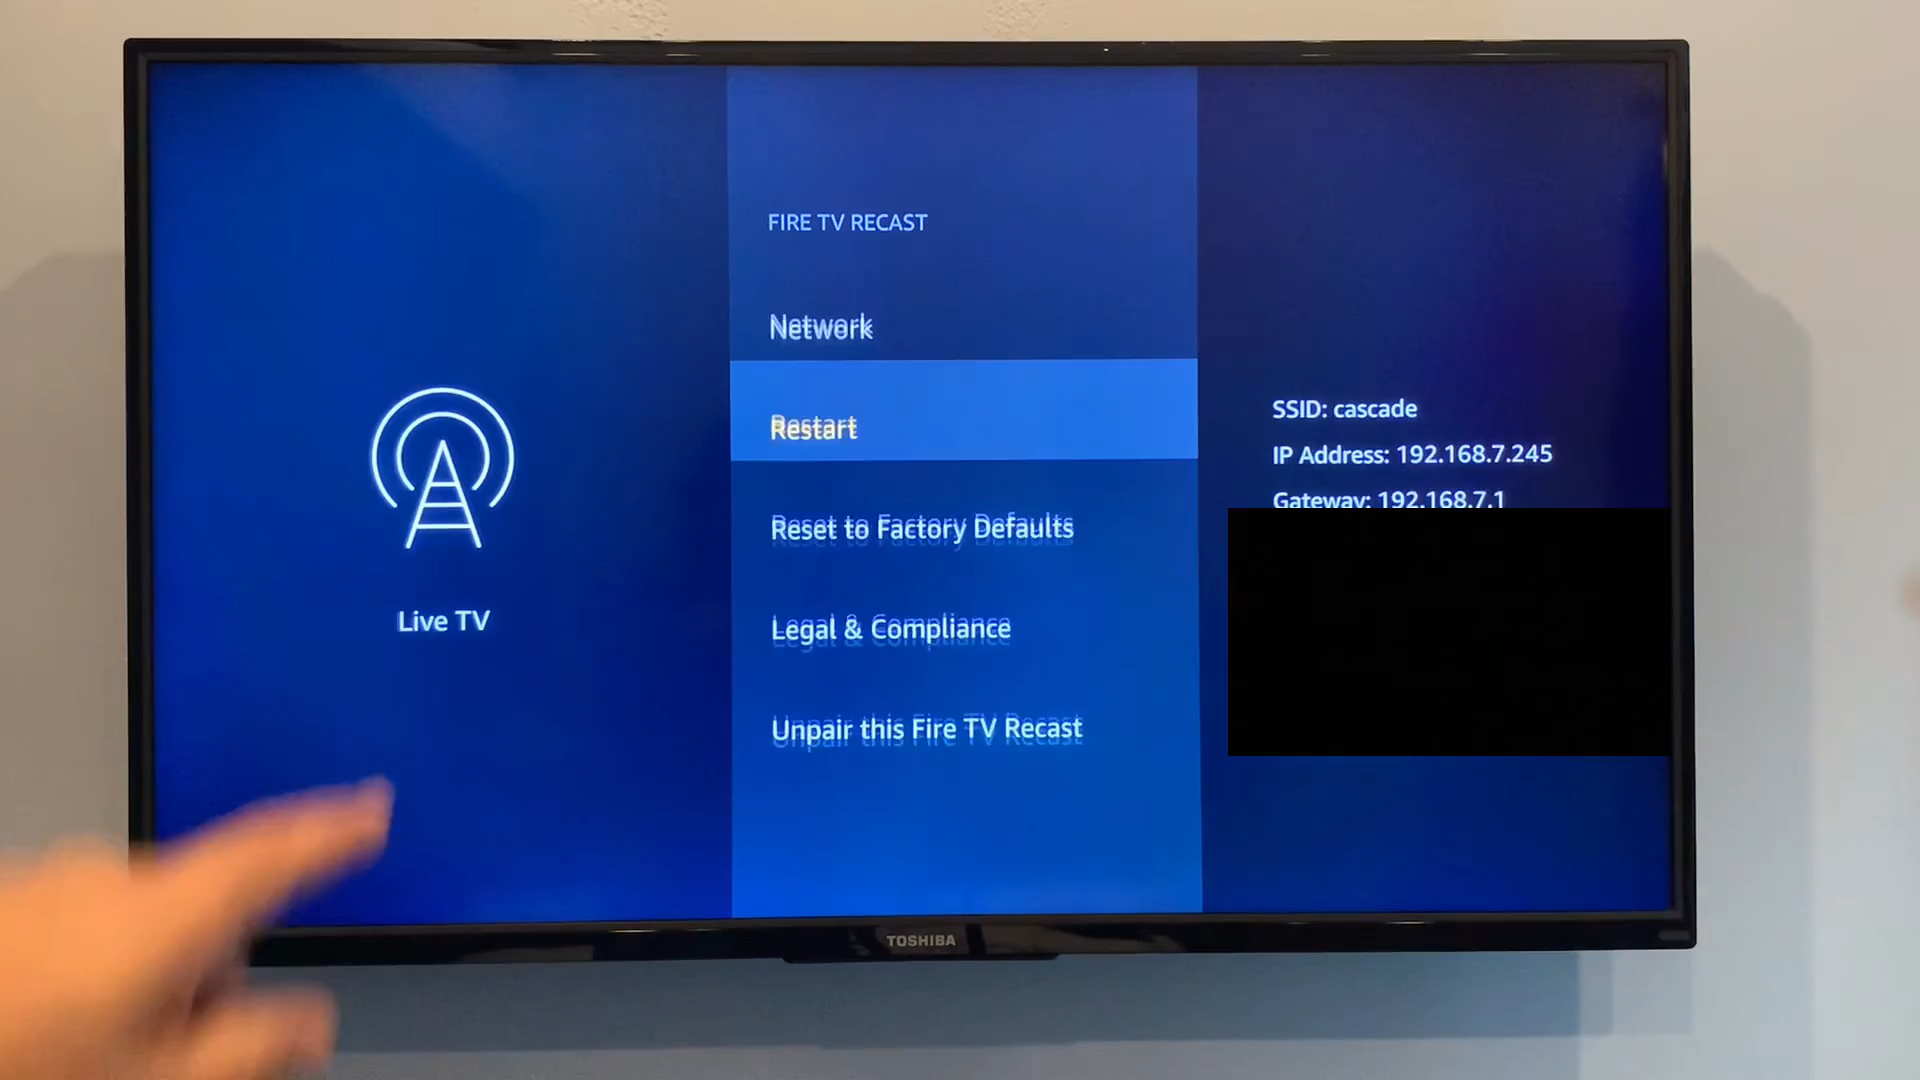 FIRE TV RECAST
Network
Restart
Reset to Factory Defaults
Legal & Compliance
Unpair this Fire TV Recast
Live TV
SSID: cascade
IP Address: 192.168.7.245
Gateway: 192.168.7.1
TOSHIBA